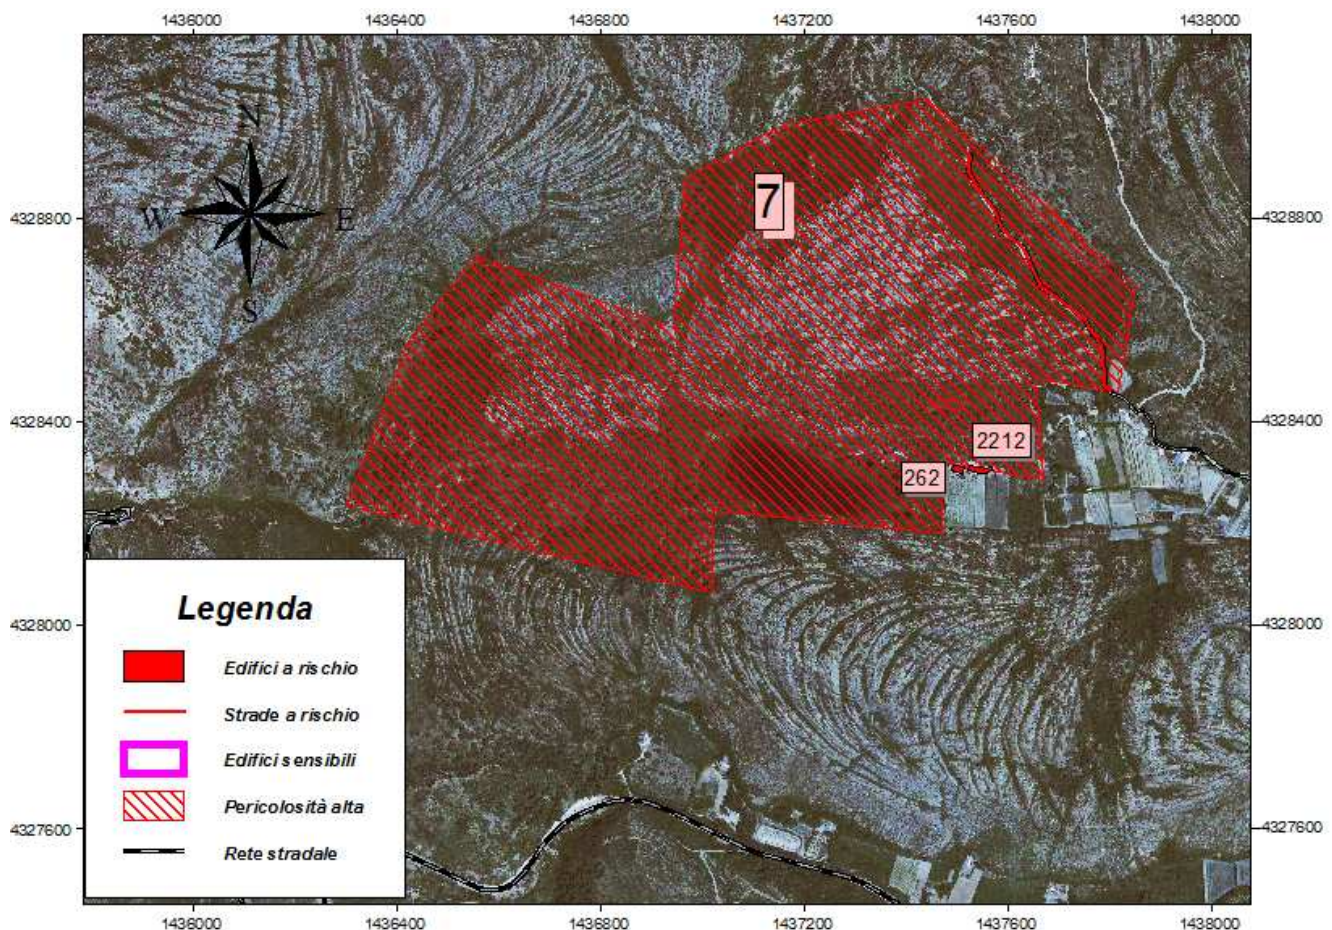 1436000 1436400 1436800 1437200 1437600 1438000
N
7
4328800 W E 4328800
S
4328400 2212 4328400
262
Legenda
4328000 4328000
Edifici a rischio
Strade a rischio
Edifici sensibili
Pericolosità alta
4327600 4327600
Rete stradale
1436000 1436400 1436800 1437200 1437600 1438000